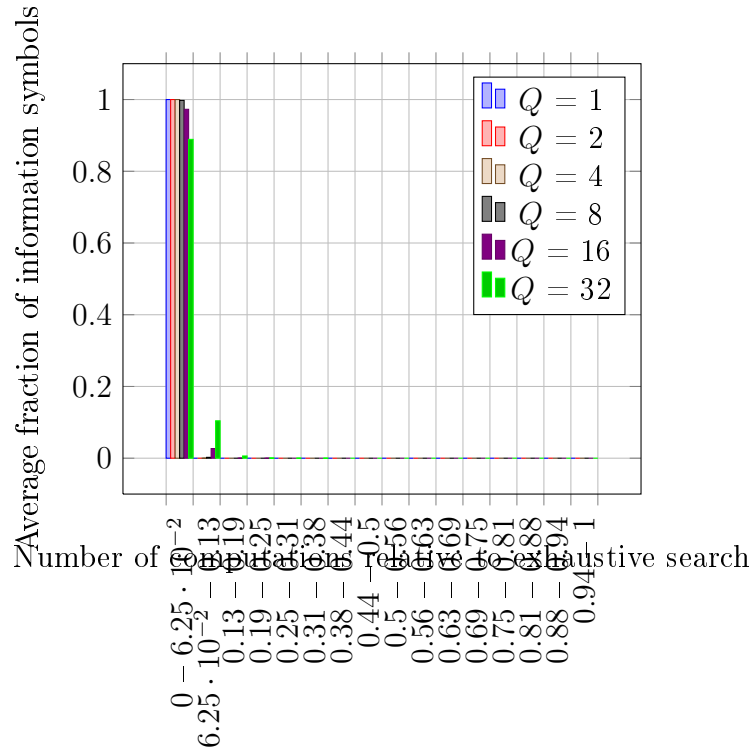 Average fraction of information symbols
1
0.8
0.6
0.4
0.2
0
Q = 1
Q = 2
Q = 4
Q = 8
Q = 16
Q = 32
0 − 6.25 · 10⁻²
6.25 · 10⁻² − 0.13
0.13 − 0.19
0.19 − 0.25
0.25 − 0.31
0.31 − 0.38
0.38 − 0.44
0.44 − 0.5
0.5 − 0.56
0.56 − 0.63
0.63 − 0.69
0.69 − 0.75
0.75 − 0.81
0.81 − 0.88
0.88 − 0.94
0.94 − 1
Number of computations relative to exhaustive search